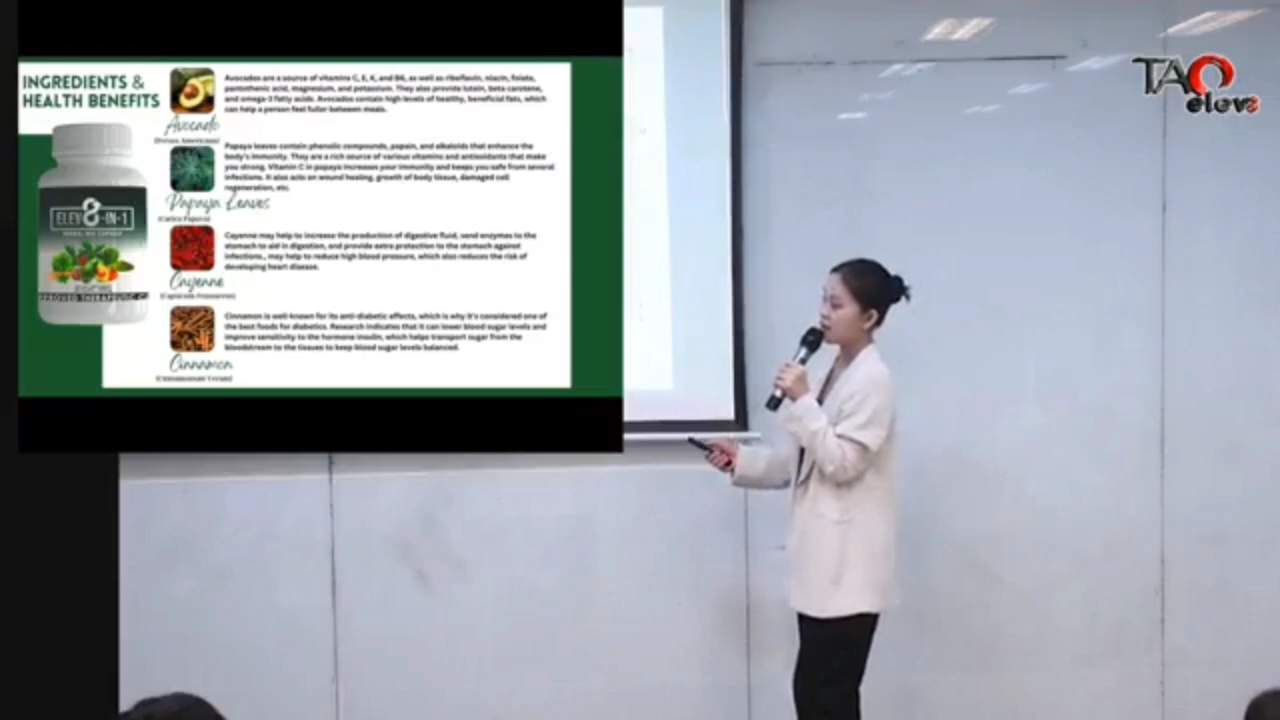 INGREDIENTS &
HEALTH BENEFITS
Avocados are a source of vitamins C, E, K, and B6, as well as riboflavin, niacin, folate,
pantothenic acid, magnesium, and potassium. They also provide lutein, beta carotene,
and omega-3 fatty acids. Avocados contain high levels of healthy, beneficial fats, which
can help a person feel fuller between meals.
Avocado
(Persea Americana)
Papaya leaves contain phenolic compounds, papain, and alkaloids that enhance the
body's immunity. They are a rich source of various vitamins and antioxidants that make
you strong. Vitamin C in papaya increases your immunity and keeps you safe from several
infections. It also acts on wound healing, growth of body tissue, damaged cell
regeneration, etc.
Papaya Leaves
(Carica Papaya)
Cayenne may help to increase the production of digestive fluid, send enzymes to the
stomach to aid in digestion, and provide extra protection to the stomach against
infections., may help to reduce high blood pressure, which also reduces the risk of
developing heart disease.
Cayenne
Cinnamon is well-known for its anti-diabetic effects, which is why it's considered one of
the best foods for diabetics. Research indicates that it can lower blood sugar levels and
improve sensitivity to the hormone insulin, which helps transport sugar from the
bloodstream to the tissues to keep blood sugar levels balanced.
Cinnamon
ELEV8-IN-1
TAO
elev8